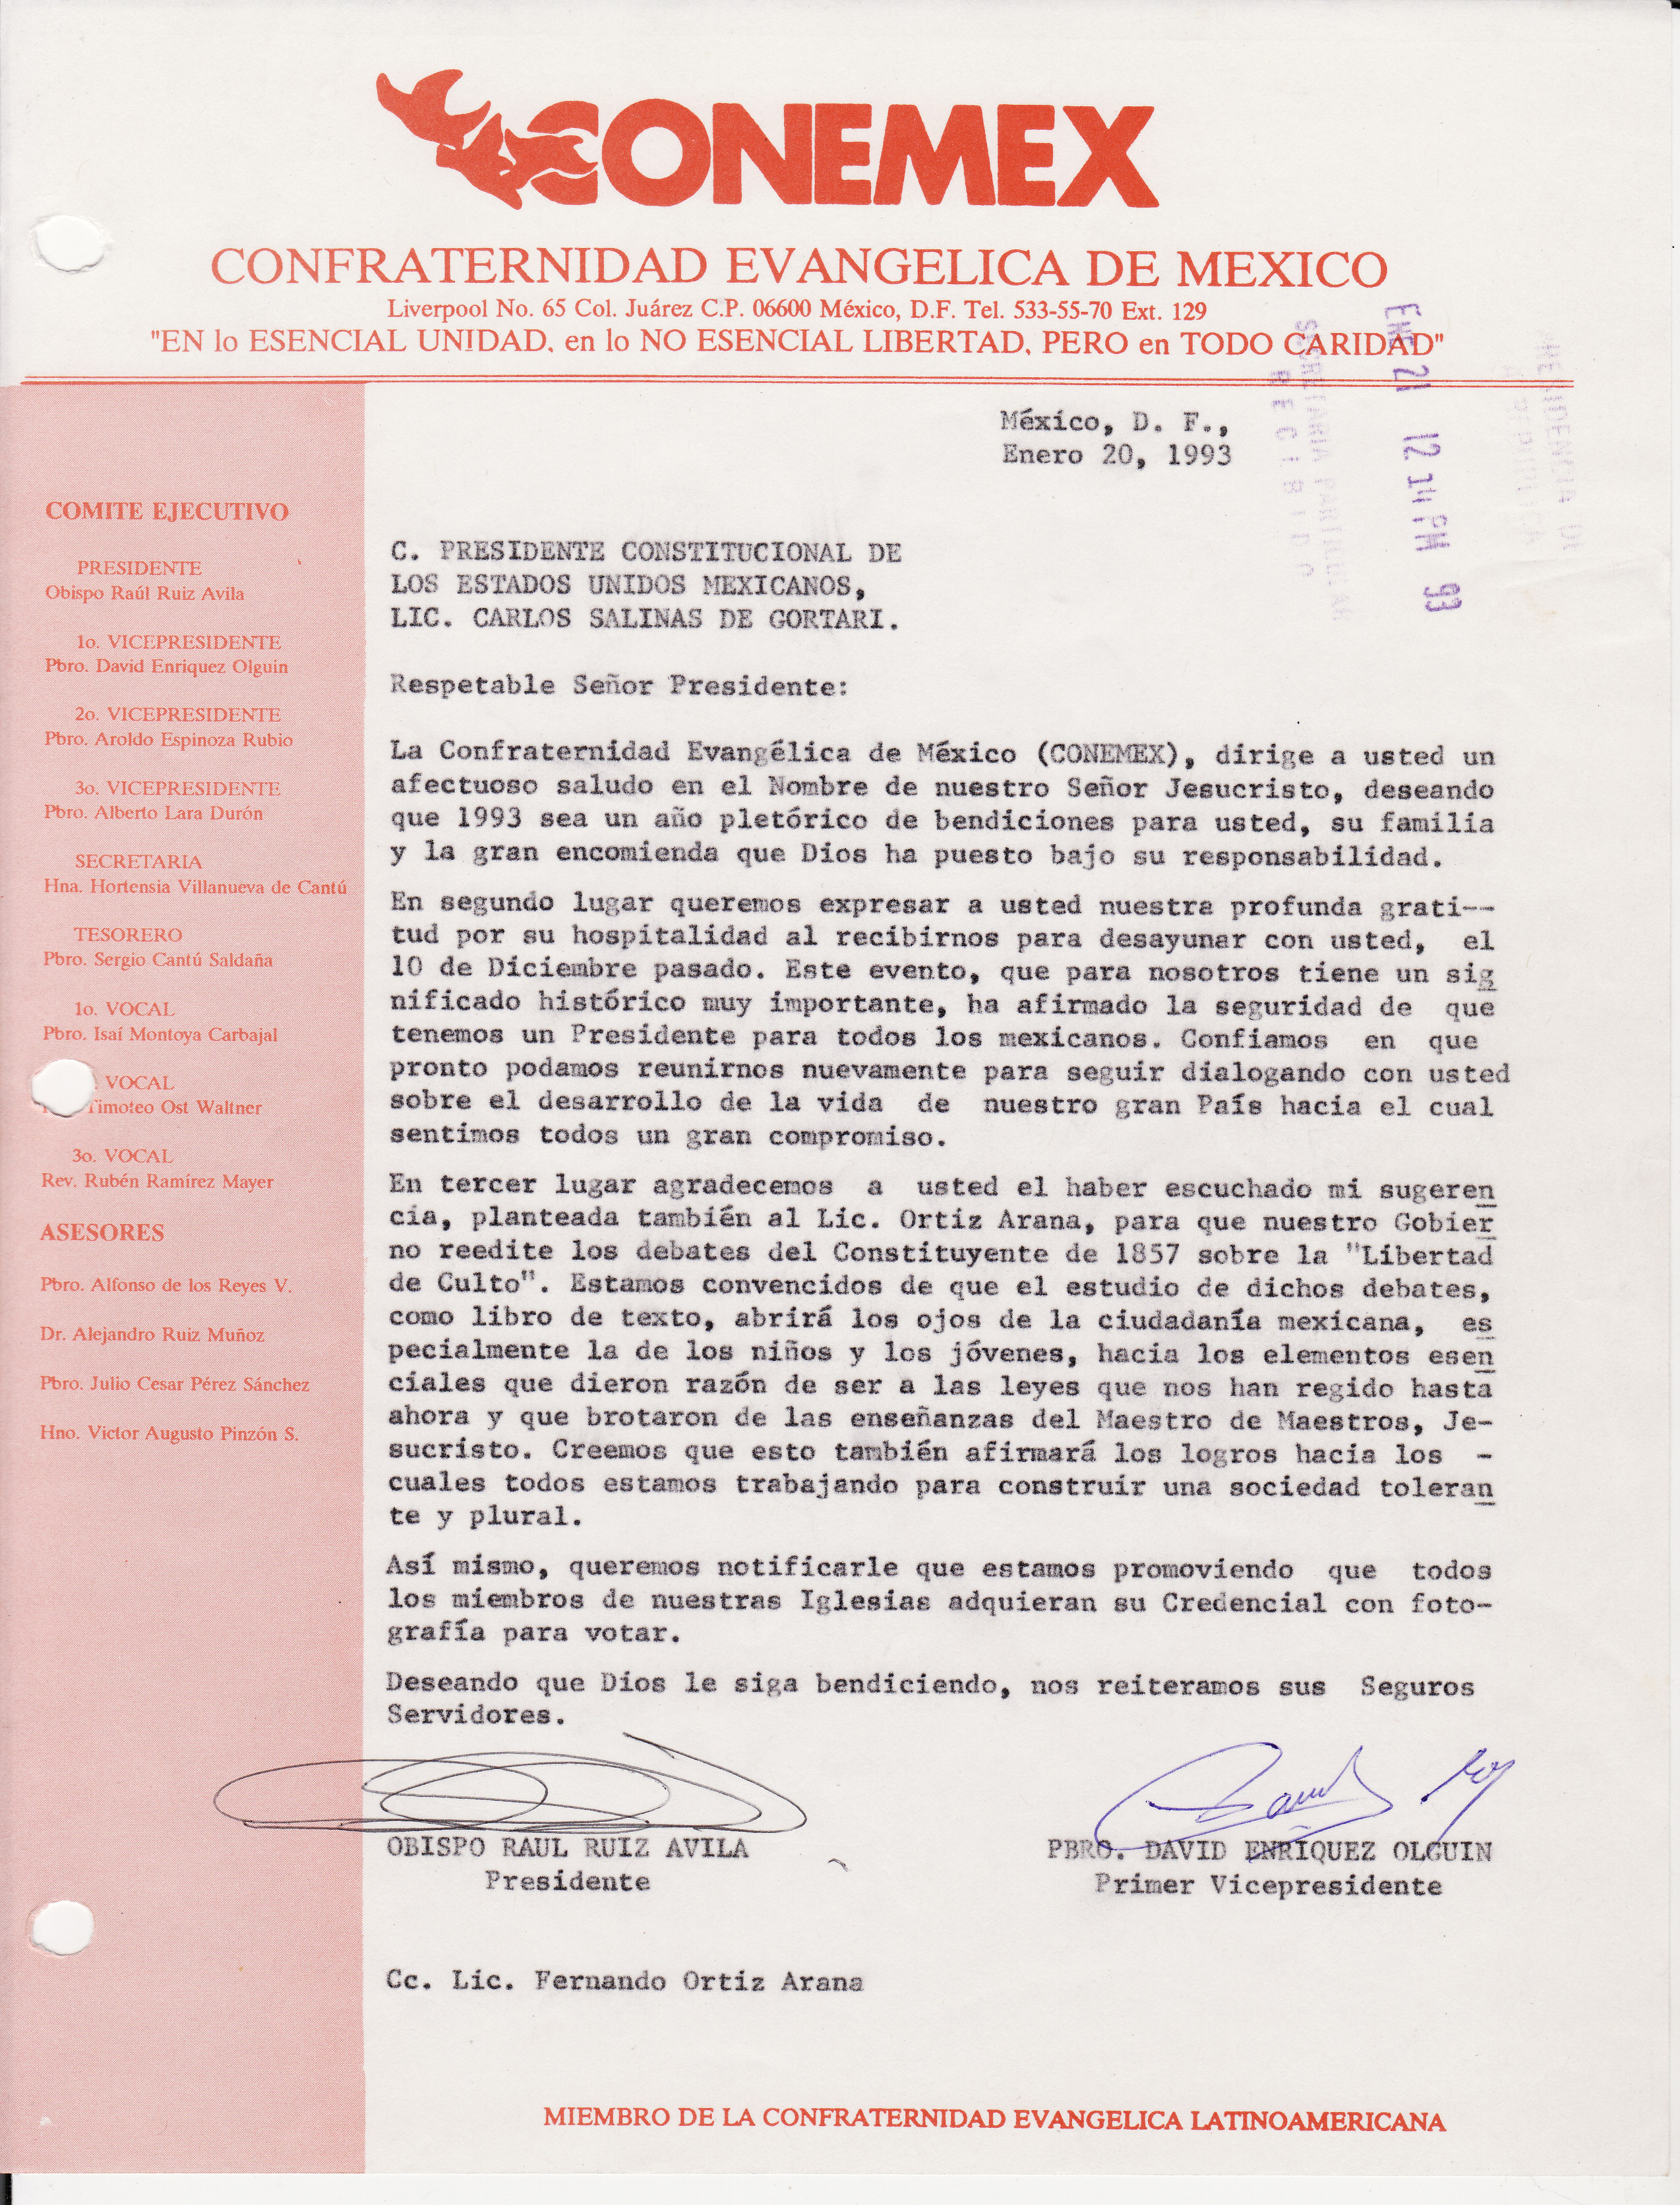 CONEMEX
CONFRATERNIDAD EVANGELICA DE MEXICO
Liverpool No. 65 Col. Juárez C.P. 06600 México, D.F. Tel. 533-55-70 Ext. 129
"EN lo ESENCIAL UNIDAD, en lo NO ESENCIAL LIBERTAD, PERO en TODO CARIDAD"
ENE 21 12 14 PM 93
SECRETARIA PARTICULAR
RECIBIDO
México, D. F.,
Enero 20, 1993
COMITE EJECUTIVO
PRESIDENTE
Obispo Raúl Ruiz Avila
1o. VICEPRESIDENTE
Pbro. David Enriquez Olguin
2o. VICEPRESIDENTE
Pbro. Aroldo Espinoza Rubio
3o. VICEPRESIDENTE
Pbro. Alberto Lara Durón
SECRETARIA
Hna. Hortensia Villanueva de Cantú
TESORERO
Pbro. Sergio Cantú Saldaña
1o. VOCAL
Pbro. Isaí Montoya Carbajal
VOCAL
Timoteo Ost Waltner
3o. VOCAL
Rev. Rubén Ramírez Mayer
ASESORES
Pbro. Alfonso de los Reyes V.
Dr. Alejandro Ruiz Muñoz
Pbro. Julio Cesar Pérez Sánchez
Hno. Victor Augusto Pinzón S.
C. PRESIDENTE CONSTITUCIONAL DE
LOS ESTADOS UNIDOS MEXICANOS,
LIC. CARLOS SALINAS DE GORTARI.
Respetable Señor Presidente:
La Confraternidad Evangélica de México (CONEMEX), dirige a usted un
afectuoso saludo en el Nombre de nuestro Señor Jesucristo, deseando
que 1993 sea un año pletórico de bendiciones para usted, su familia
y la gran encomienda que Dios ha puesto bajo su responsabilidad.
En segundo lugar queremos expresar a usted nuestra profunda grati--
tud por su hospitalidad al recibirnos para desayunar con usted, el
10 de Diciembre pasado. Este evento, que para nosotros tiene un sig
nificado histórico muy importante, ha afirmado la seguridad de que
tenemos un Presidente para todos los mexicanos. Confiamos en que
pronto podamos reunirnos nuevamente para seguir dialogando con usted
sobre el desarrollo de la vida de nuestro gran País hacia el cual
sentimos todos un gran compromiso.
En tercer lugar agradecemos a usted el haber escuchado mi sugeren
cia, planteada también al Lic. Ortiz Arana, para que nuestro Gobier
no reedite los debates del Constituyente de 1857 sobre la "Libertad
de Culto". Estamos convencidos de que el estudio de dichos debates,
como libro de texto, abrirá los ojos de la ciudadanía mexicana, es
pecialmente la de los niños y los jóvenes, hacia los elementos esen
ciales que dieron razón de ser a las leyes que nos han regido hasta
ahora y que brotaron de las enseñanzas del Maestro de Maestros, Je-
sucristo. Creemos que esto también afirmará los logros hacia los -
cuales todos estamos trabajando para construir una sociedad toleran
te y plural.
Así mismo, queremos notificarle que estamos promoviendo que todos
los miembros de nuestras Iglesias adquieran su Credencial con foto-
grafía para votar.
Deseando que Dios le siga bendiciendo, nos reiteramos sus Seguros
Servidores.
OBISPO RAUL RUIZ AVILA
Presidente
PBRO. DAVID ENRIQUEZ OLGUIN
Primer Vicepresidente
Cc. Lic. Fernando Ortiz Arana
MIEMBRO DE LA CONFRATERNIDAD EVANGELICA LATINOAMERICANA